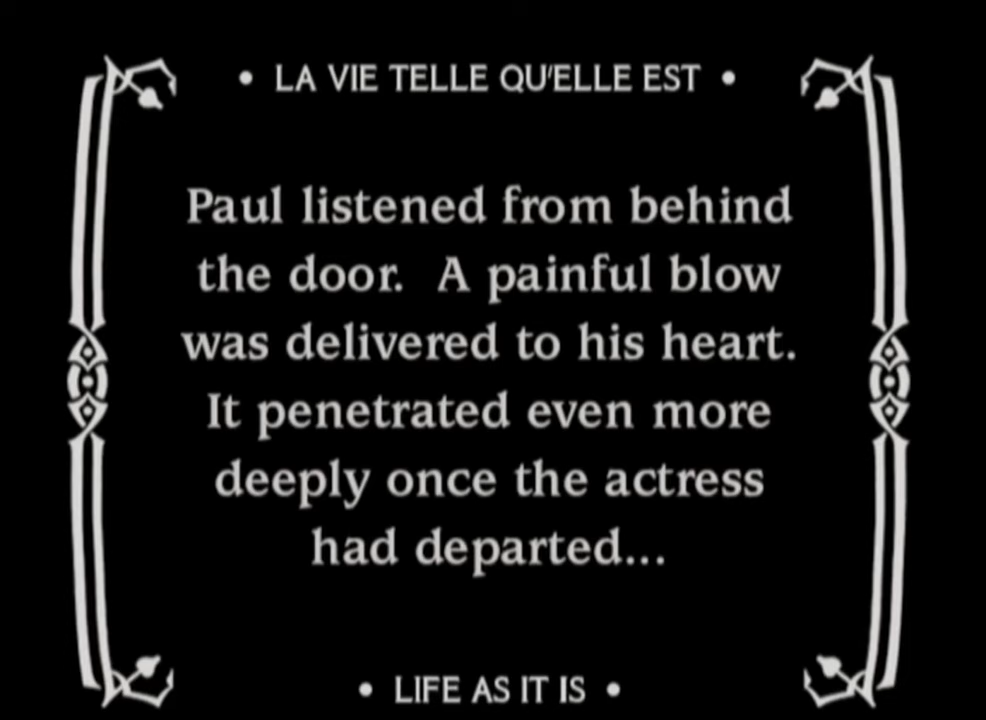 • LA VIE TELLE QU'ELLE EST •
Paul listened from behind
the door. A painful blow
was delivered to his heart.
It penetrated even more
deeply once the actress
had departed...
• LIFE AS IT IS •